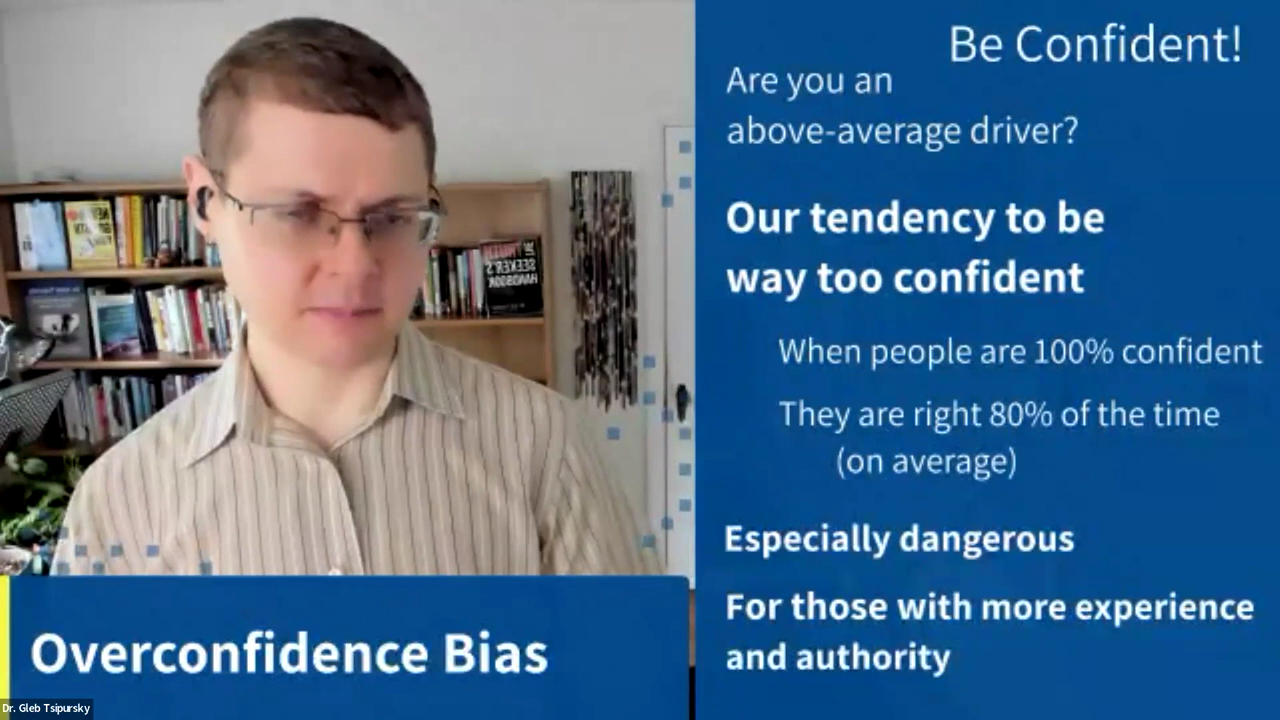 Be Confident!
Are you an
above-average driver?
Our tendency to be
way too confident
When people are 100% confident
They are right 80% of the time
(on average)
Especially dangerous
For those with more experience
and authority
SEEKER'S
HANDBOOK
Overconfidence Bias
Dr. Gleb Tsipursky